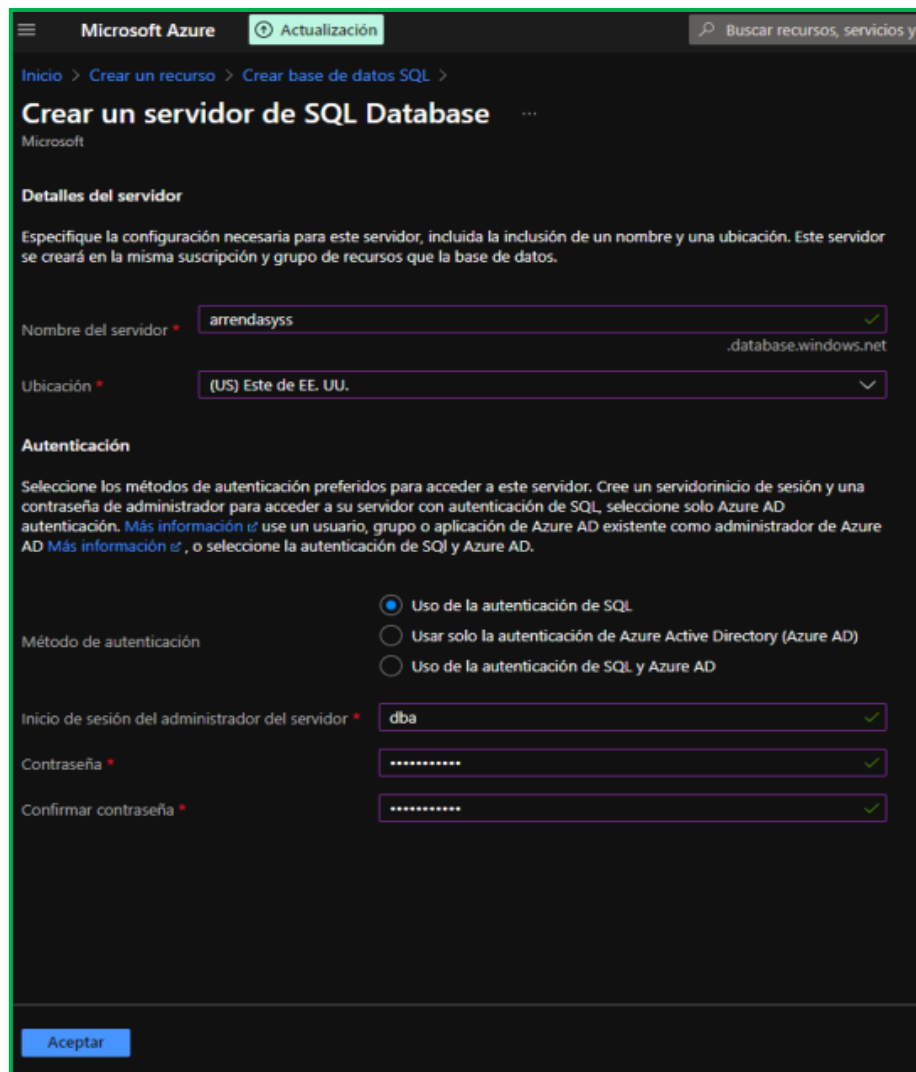 Microsoft Azure
Actualización
Buscar recursos, servicios y
Inicio > Crear un recurso > Crear base de datos SQL >
Crear un servidor de SQL Database ...
Microsoft
Detalles del servidor
Especifique la configuración necesaria para este servidor, incluida la inclusión de un nombre y una ubicación. Este servidor
se creará en la misma suscripción y grupo de recursos que la base de datos.
Nombre del servidor *
arrendasyss
.database.windows.net
Ubicación *
(US) Este de EE. UU.
Autenticación
Seleccione los métodos de autenticación preferidos para acceder a este servidor. Cree un servidorinicio de sesión y una
contraseña de administrador para acceder a su servidor con autenticación de SQL, seleccione solo Azure AD
autenticación. Más información use un usuario, grupo o aplicación de Azure AD existente como administrador de Azure
AD Más información , o seleccione la autenticación de SQl y Azure AD.
Método de autenticación
Uso de la autenticación de SQL
Usar solo la autenticación de Azure Active Directory (Azure AD)
Uso de la autenticación de SQL y Azure AD
Inicio de sesión del administrador del servidor *
dba
Contraseña *
•••••••••••
Confirmar contraseña *
•••••••••••
Aceptar